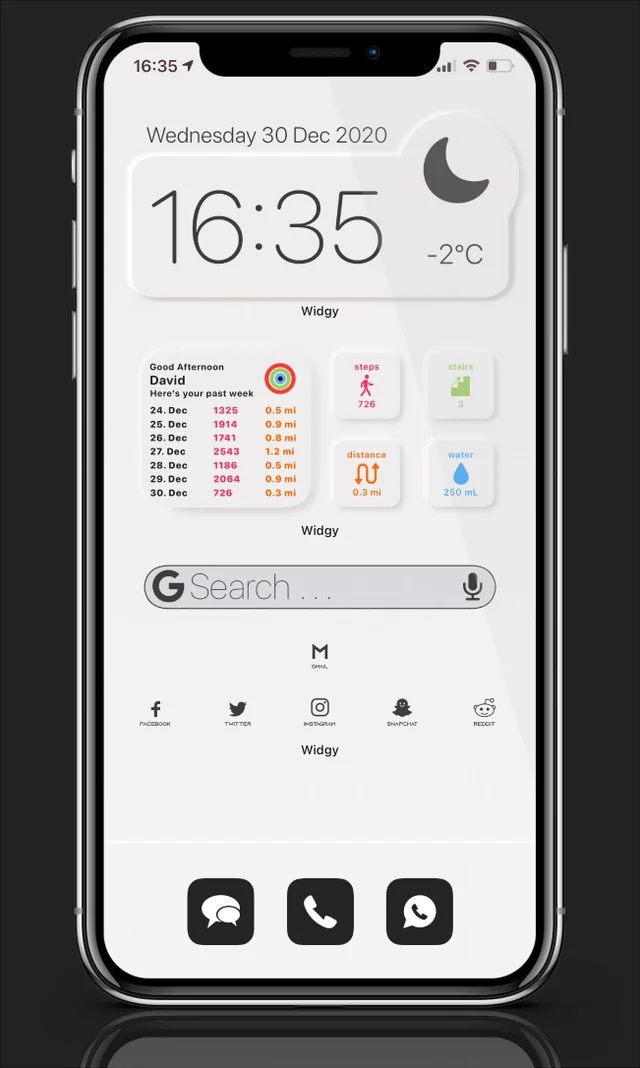 16:35
Wednesday 30 Dec 2020
16:35
-2°C
Widgy
Good Afternoon
David
Here's your past week
24. Dec 1325 0.5 mi
25. Dec 1914 0.9 mi
26. Dec 1741 0.8 mi
27. Dec 2543 1.2 mi
28. Dec 1186 0.5 mi
29. Dec 2064 0.9 mi
30. Dec 726 0.3 mi
steps
726
stairs
3
distance
0.3 mi
water
250 mL
Widgy
G Search ...
M
GMAIL
FACEBOOK TWITTER INSTAGRAM SNAPCHAT REDDIT
Widgy